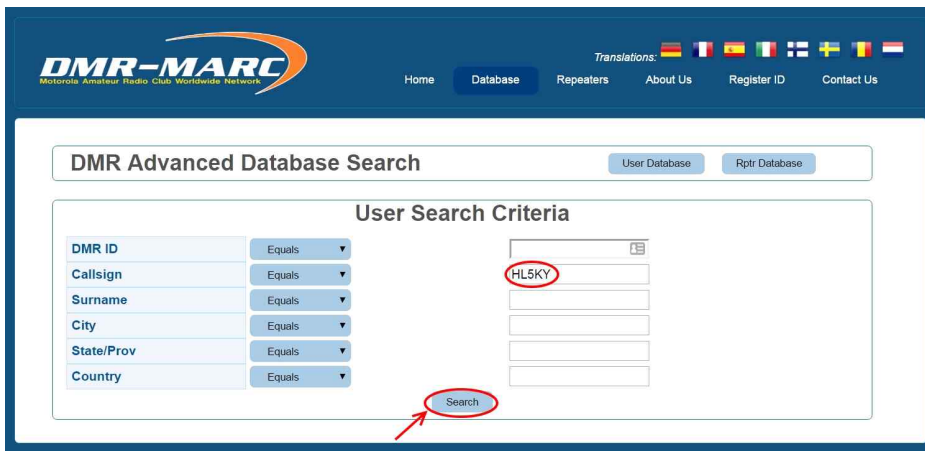 DMR-MARC
Motorola Amateur Radio Club Worldwide Network
Translations:
Home Database Repeaters About Us Register ID Contact Us
DMR Advanced Database Search User Database Rptr Database
User Search Criteria
DMR ID Equals
Callsign Equals HL5KY
Surname Equals
City Equals
State/Prov Equals
Country Equals
Search